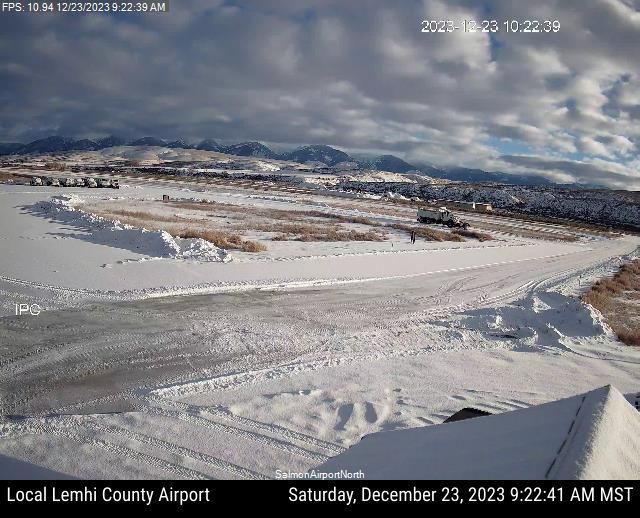 FPS: 10.94 12/23/2023 9:22:39 AM
2023-12-23 10:22:39
IPC
SalmonAirportNorth
Local Lemhi County Airport Saturday, December 23, 2023 9:22:41 AM MST